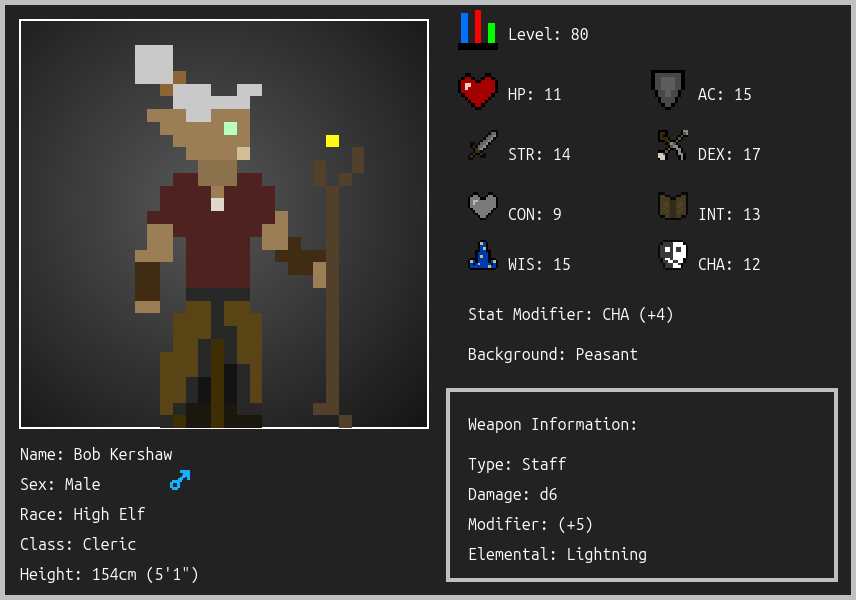 Level: 80
HP: 11
AC: 15
STR: 14
DEX: 17
CON: 9
INT: 13
WIS: 15
CHA: 12
Stat Modifier: CHA (+4)
Background: Peasant
Weapon Information:
Type: Staff
Damage: d6
Modifier: (+5)
Elemental: Lightning
Name: Bob Kershaw
Sex: Male
Race: High Elf
Class: Cleric
Height: 154cm (5'1")